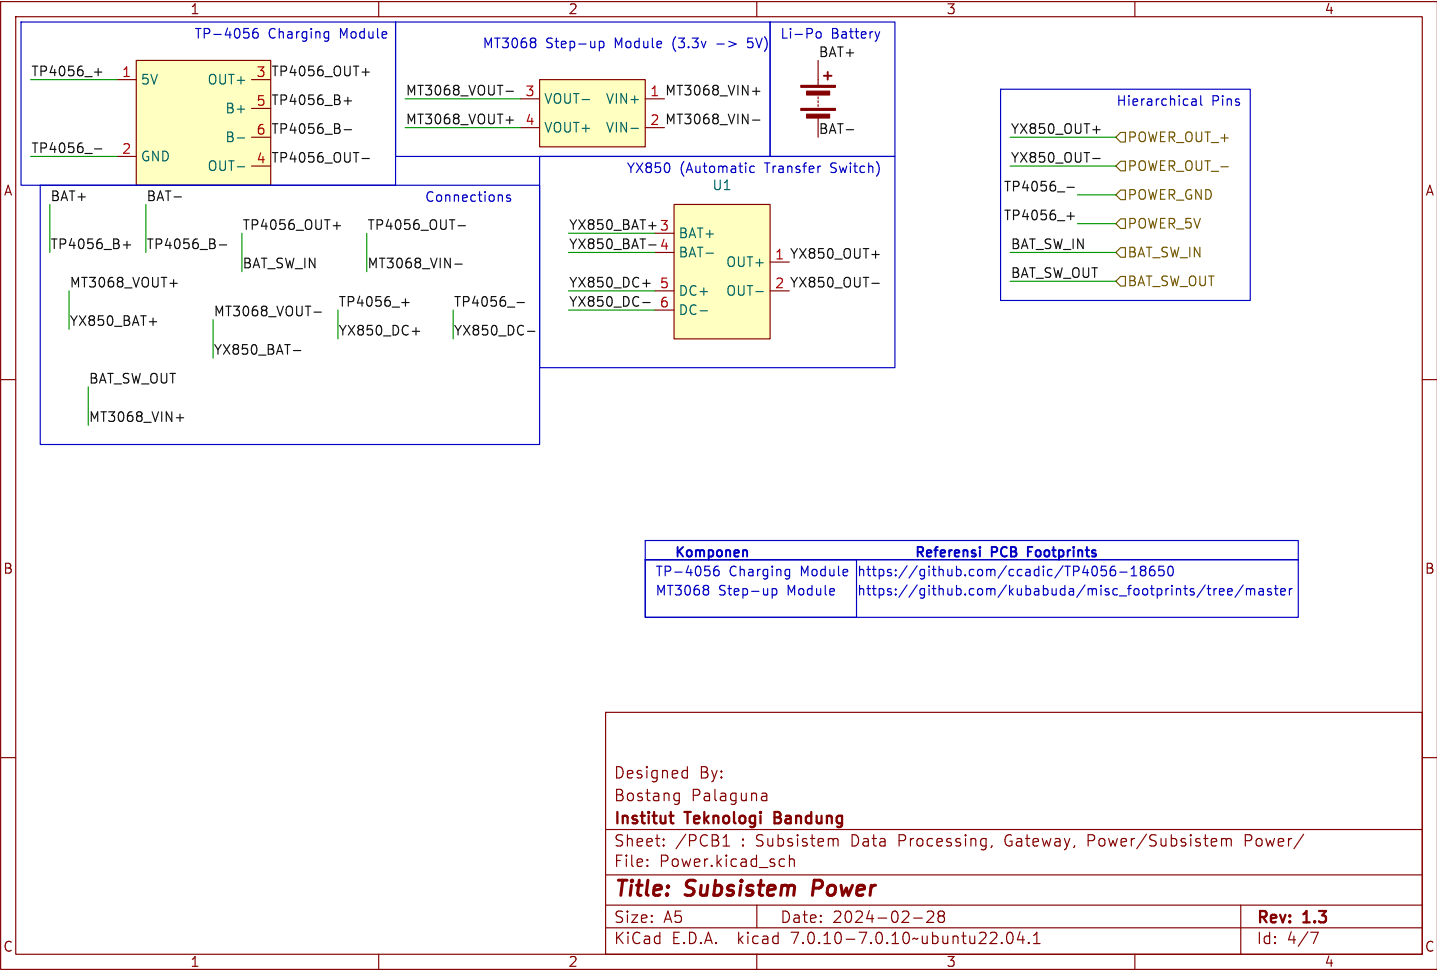 1 2 3 4
TP-4056 Charging Module
TP4056_+ 1 5V OUT+ 3 TP4056_OUT+
B+ 5 TP4056_B+
B- 6 TP4056_B-
TP4056_- 2 GND OUT- 4 TP4056_OUT-
MT3068 Step-up Module (3.3v -> 5V)
MT3068_VOUT- 3 VOUT- VIN+ 1 MT3068_VIN+
MT3068_VOUT+ 4 VOUT+ VIN- 2 MT3068_VIN-
Li-Po Battery
BAT+
+
BAT-
Hierarchical Pins
YX850_OUT+ POWER_OUT_+
YX850_OUT- POWER_OUT_-
TP4056_- POWER_GND
TP4056_+ POWER_5V
BAT_SW_IN BAT_SW_IN
BAT_SW_OUT BAT_SW_OUT
A A
Connections
BAT+ BAT-
TP4056_B+ TP4056_B-
TP4056_OUT+ TP4056_OUT-
BAT_SW_IN MT3068_VIN-
MT3068_VOUT+
YX850_BAT+
MT3068_VOUT-
YX850_BAT-
TP4056_+ TP4056_-
YX850_DC+ YX850_DC-
BAT_SW_OUT
MT3068_VIN+
YX850 (Automatic Transfer Switch)
U1
YX850_BAT+ 3 BAT+
YX850_BAT- 4 BAT-
OUT+ 1 YX850_OUT+
YX850_DC+ 5 DC+ OUT- 2 YX850_OUT-
YX850_DC- 6 DC-
B B
Komponen Referensi PCB Footprints
TP-4056 Charging Module https://github.com/ccadic/TP4056-18650
MT3068 Step-up Module https://github.com/kubabuda/misc_footprints/tree/master
Designed By:
Bostang Palaguna
Institut Teknologi Bandung
Sheet: /PCB1 : Subsistem Data Processing, Gateway, Power/Subsistem Power/
File: Power.kicad_sch
Title: Subsistem Power
Size: A5 Date: 2024-02-28 Rev: 1.3
KiCad E.D.A. kicad 7.0.10-7.0.10~ubuntu22.04.1 Id: 4/7
C C
1 2 3 4